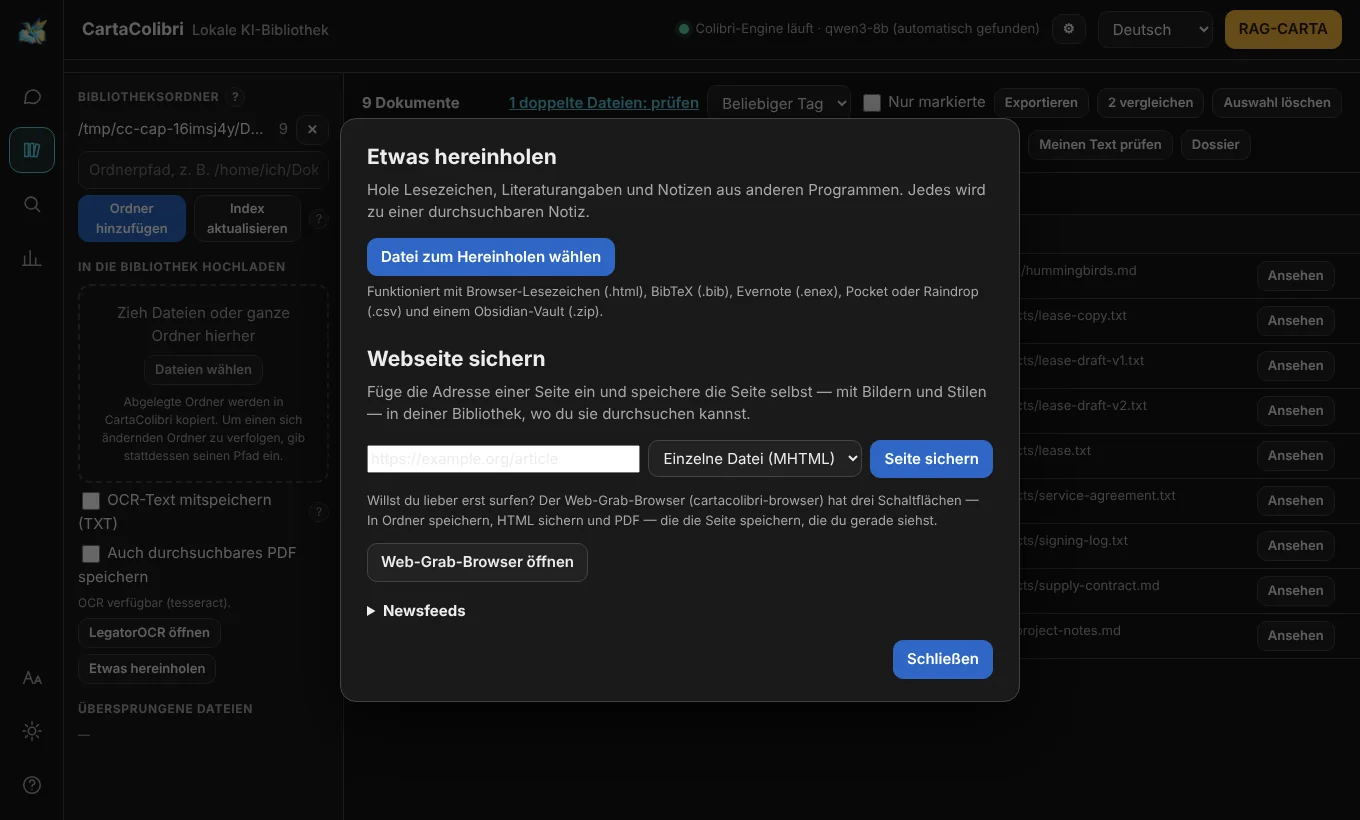 CartaColibri Lokale KI-Bibliothek
Colibri-Engine läuft · qwen3-8b (automatisch gefunden)
Deutsch
RAG-CARTA
BIBLIOTHEKSORDNER ?
/tmp/cc-cap-16imsj4y/D... 9 ✕
Ordnerpfad, z. B. /home/ich/Dok
Ordner
hinzufügen
Index
aktualisieren
?
IN DIE BIBLIOTHEK HOCHLADEN
Zieh Dateien oder ganze
Ordner hierher
Dateien wählen
Abgelegte Ordner werden in
CartaColibri kopiert. Um einen sich
ändernden Ordner zu verfolgen, gib
stattdessen seinen Pfad ein.
OCR-Text mitspeichern
(TXT)
?
Auch durchsuchbares PDF
speichern
OCR verfügbar (tesseract).
LegatorOCR öffnen
Etwas hereinholen
ÜBERSPRUNGENE DATEIEN
—
9 Dokumente
1 doppelte Dateien: prüfen
Beliebiger Tag
Nur markierte
Exportieren
2 vergleichen
Auswahl löschen
Meinen Text prüfen
Dossier
Etwas hereinholen
Hole Lesezeichen, Literaturangaben und Notizen aus anderen Programmen. Jedes wird
zu einer durchsuchbaren Notiz.
Datei zum Hereinholen wählen
Funktioniert mit Browser-Lesezeichen (.html), BibTeX (.bib), Evernote (.enex), Pocket oder Raindrop
(.csv) und einem Obsidian-Vault (.zip).
Webseite sichern
Füge die Adresse einer Seite ein und speichere die Seite selbst — mit Bildern und Stilen
— in deiner Bibliothek, wo du sie durchsuchen kannst.
https://example.org/article
Einzelne Datei (MHTML)
Seite sichern
Willst du lieber erst surfen? Der Web-Grab-Browser (cartacolibri-browser) hat drei Schaltflächen —
In Ordner speichern, HTML sichern und PDF — die die Seite speichern, die du gerade siehst.
Web-Grab-Browser öffnen
Newsfeeds
Schließen
/hummingbirds.md Ansehen
cts/lease-copy.txt Ansehen
cts/lease-draft-v1.txt Ansehen
cts/lease-draft-v2.txt Ansehen
cts/lease.txt Ansehen
cts/service-agreement.txt Ansehen
cts/signing-log.txt Ansehen
cts/supply-contract.md Ansehen
project-notes.md Ansehen